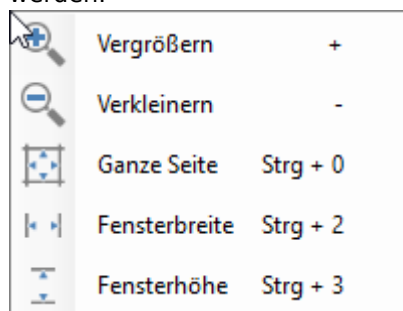 werden.
Vergrößern +
Verkleinern -
Ganze Seite Strg + 0
Fensterbreite Strg + 2
Fensterhöhe Strg + 3